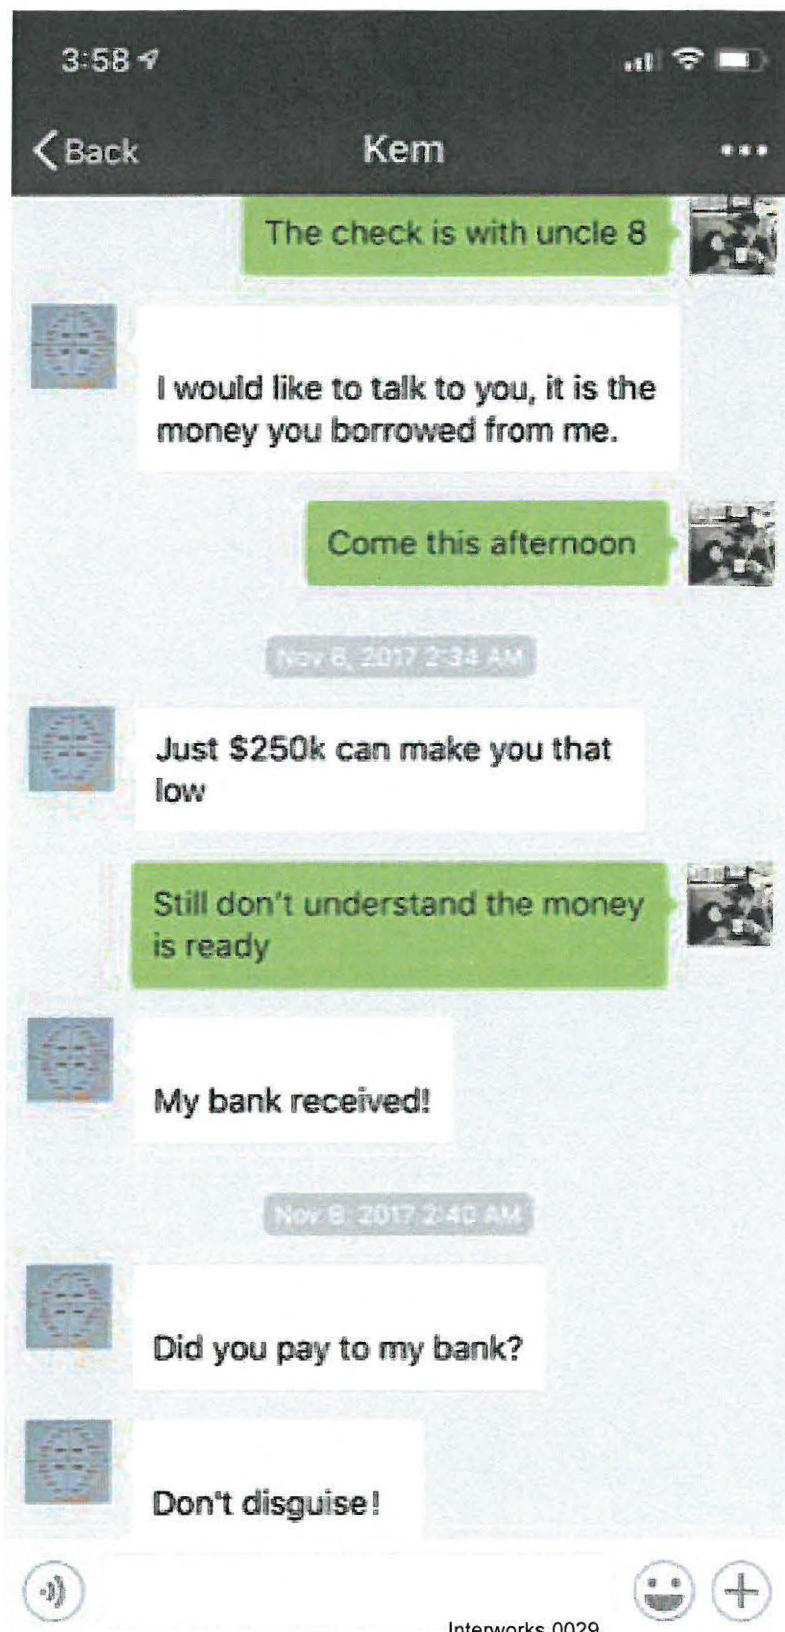 3:58
Back
Kem
The check is with uncle 8
I would like to talk to you, it is the
money you borrowed from me.
Come this afternoon
Nov 6, 2017 2:34 AM
Just $250k can make you that
low
Still don't understand the money
is ready
My bank received!
2017 2:40 AM
Did you pay to my bank?
Don't disguise!
Interworks 0029